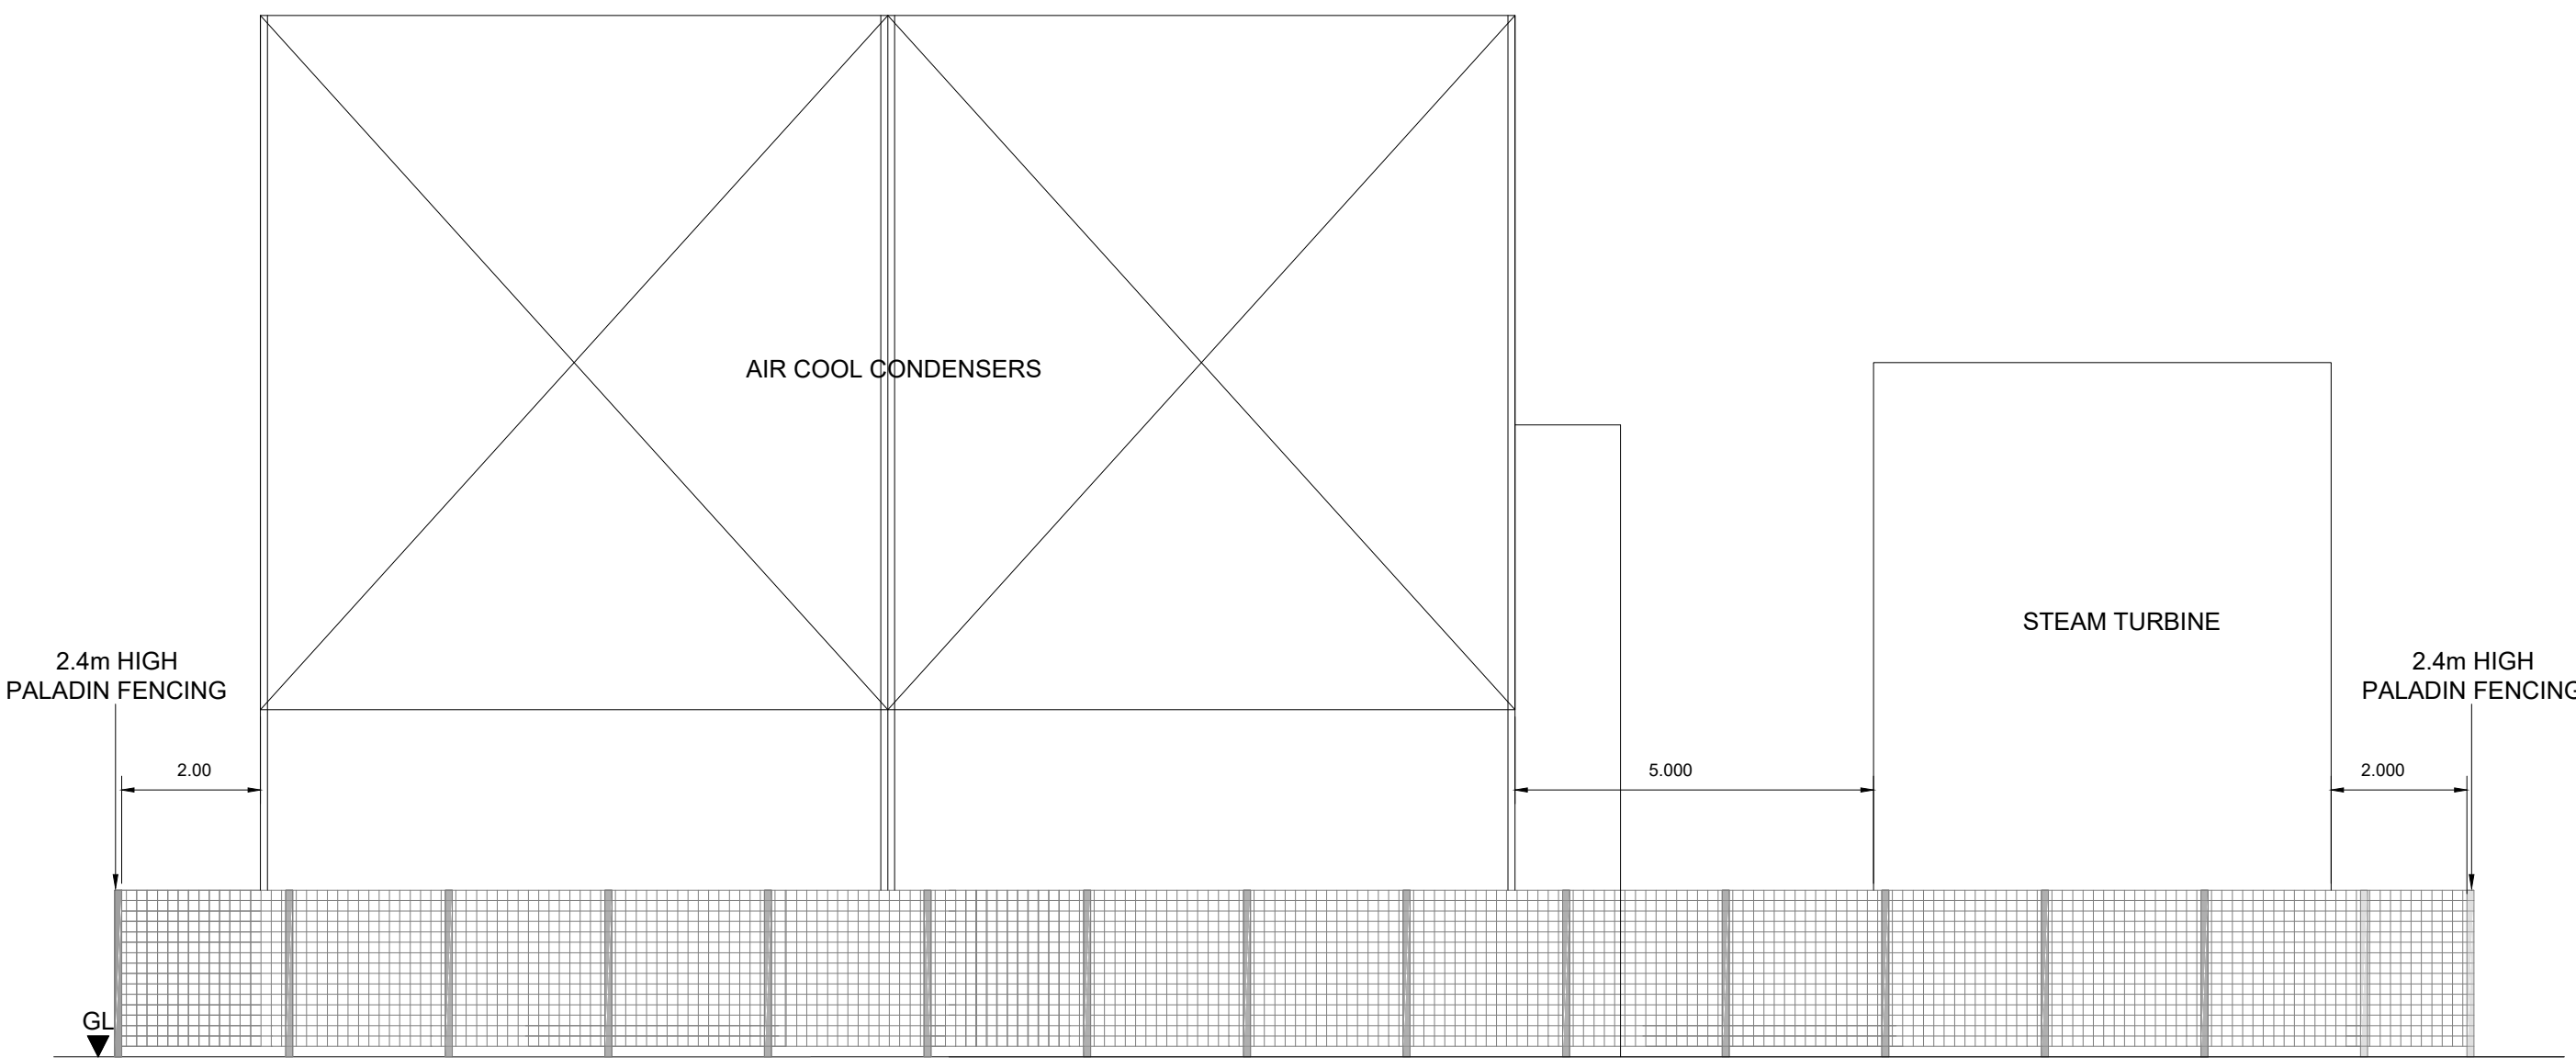 AIR COOL CONDENSERS
STEAM TURBINE
2.4m HIGH
PALADIN FENCING
2.4m HIGH
PALADIN FENCING
2.00
5.000
2.000
GL